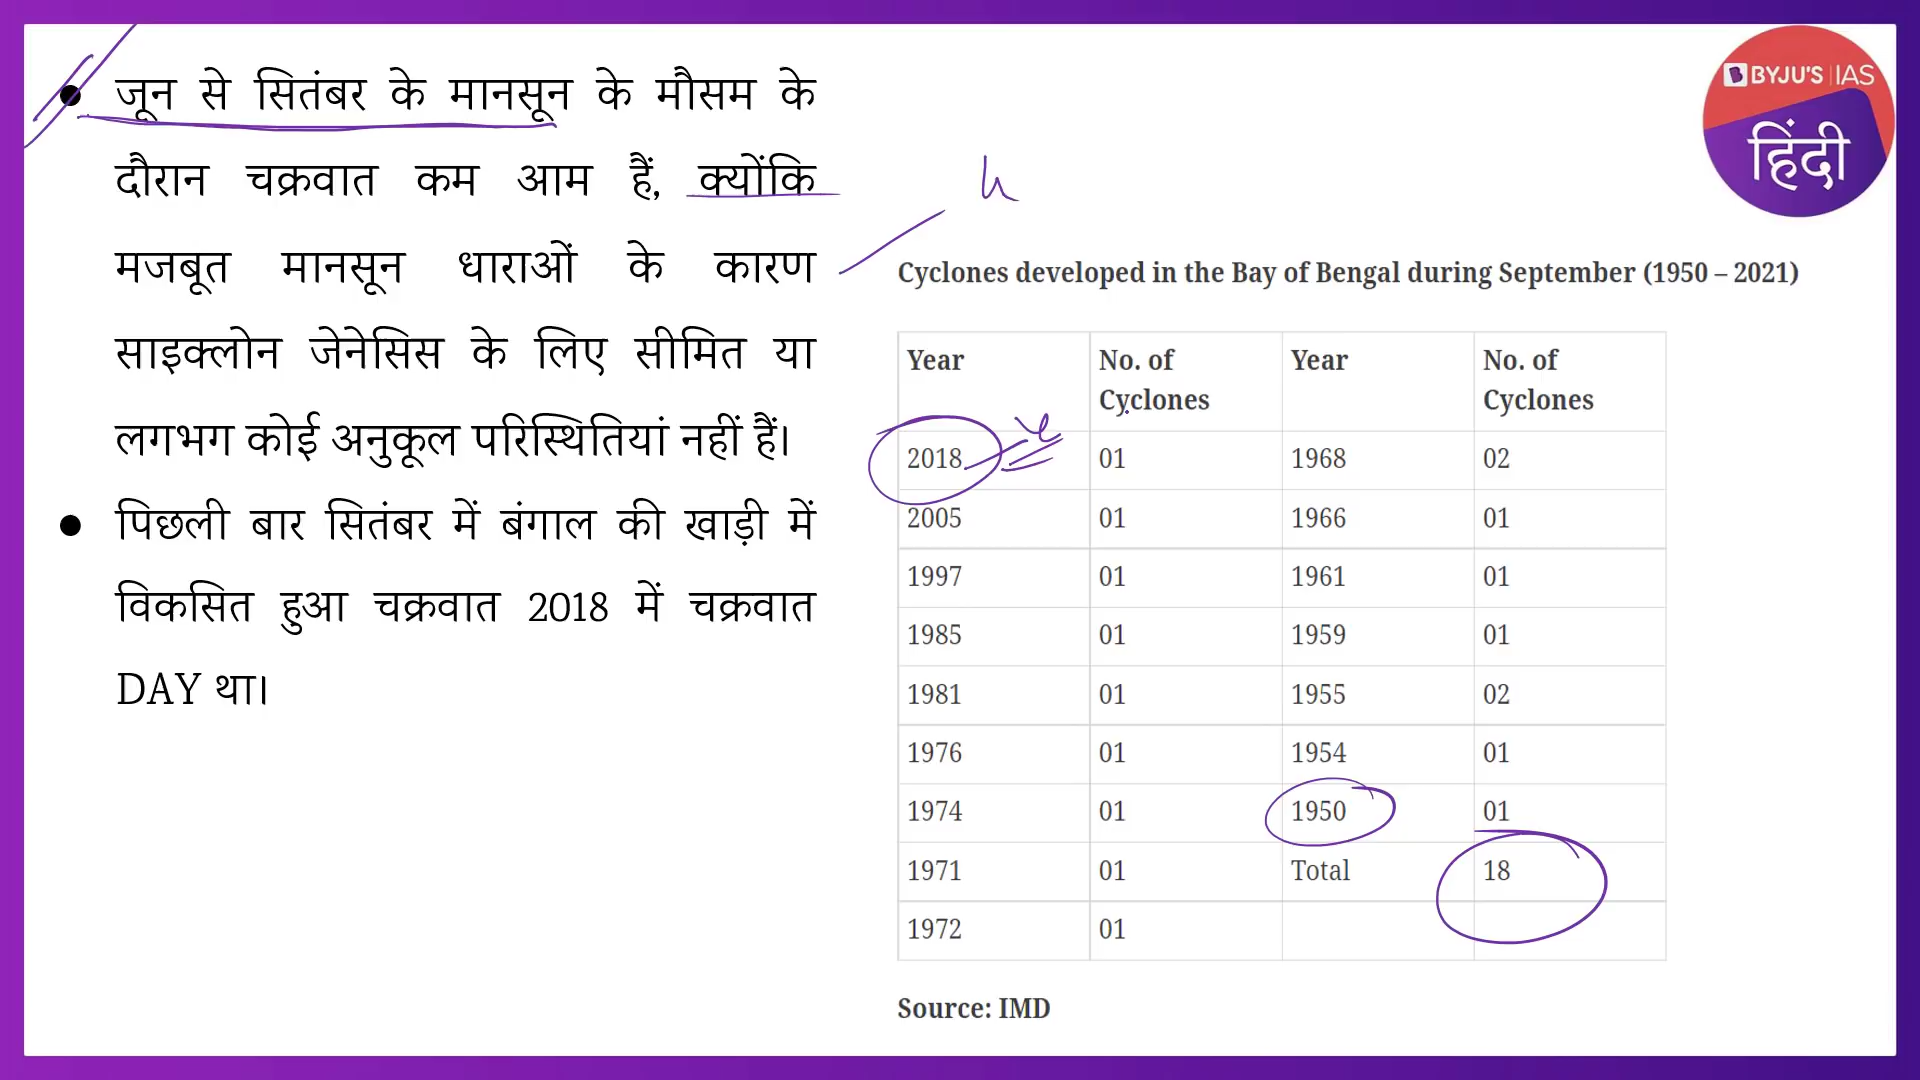 जून से सितंबर के मानसून के मौसम के
दौरान चक्रवात कम आम हैं, क्योंकि
मजबूत मानसून धाराओं के कारण
साइक्लोन जेनेसिस के लिए सीमित या
लगभग कोई अनुकूल परिस्थितियां नहीं हैं।
पिछली बार सितंबर में बंगाल की खाड़ी में
विकसित हुआ चक्रवात 2018 में चक्रवात
DAY था।
BYJU'S IAS
हिंदी
Cyclones developed in the Bay of Bengal during September (1950 – 2021)
Year No. of Cyclones Year No. of Cyclones
2018 01 1968 02
2005 01 1966 01
1997 01 1961 01
1985 01 1959 01
1981 01 1955 02
1976 01 1954 01
1974 01 1950 01
1971 01 Total 18
1972 01
Source: IMD